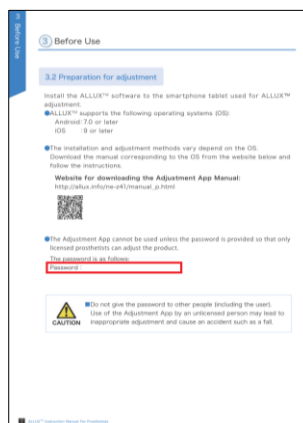 3 Before Use
3 Before Use
3.2 Preparation for adjustment
Install the ALLUX™ software to the smartphone tablet used for ALLUX™
adjustment.
●ALLUX™ supports the following operating systems (OS):
Android: 7.0 or later
iOS : 9 or later
●The installation and adjustment methods vary depend on the OS.
Download the manual corresponding to the OS from the website below and
follow the instructions.
Website for downloading the Adjustment App Manual:
http://allux.info/ne-z41/manual_p.html
●The Adjustment App cannot be used unless the password is provided so that only
licensed prosthetists can adjust the product.
The password is as follows:
Password :
CAUTION
■Do not give the password to other people (including the user).
Use of the Adjustment App by an unlicensed person may lead to
inappropriate adjustment and cause an accident such as a fall.
ALLUX™ Instruction Manual For Prosthetists